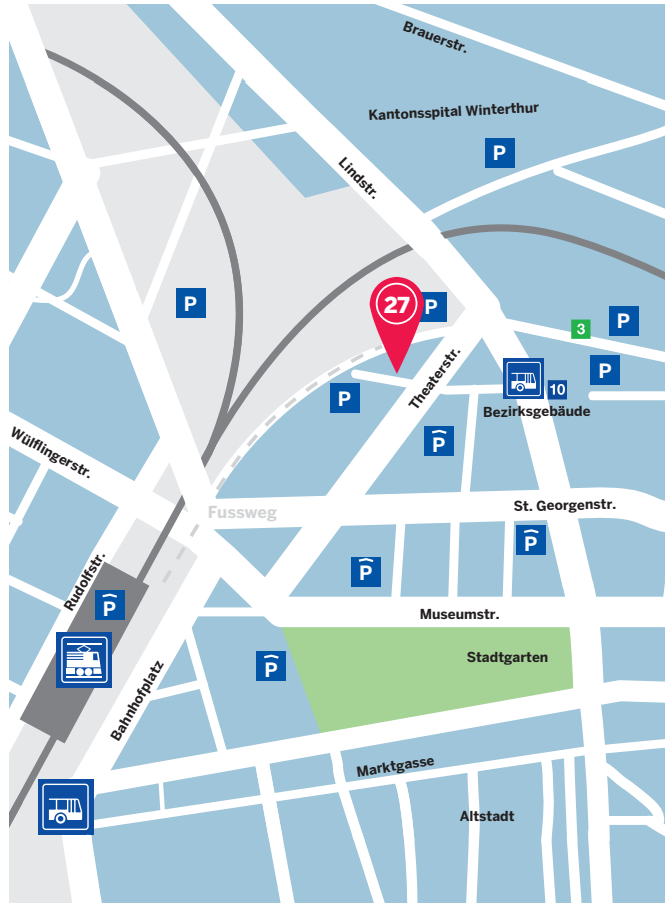 Brauerstr.
Kantonsspital Winterthur
P
Lindstr.
P
27
P
3
P
P
Theaterstr.
10
P
Bezirksgebäude
Wülflingerstr.
P
St. Georgenstr.
Fussweg
P
P
Rudolfstr.
P
Museumstr.
Stadtgarten
P
Bahnhofplatz
Marktgasse
Altstadt